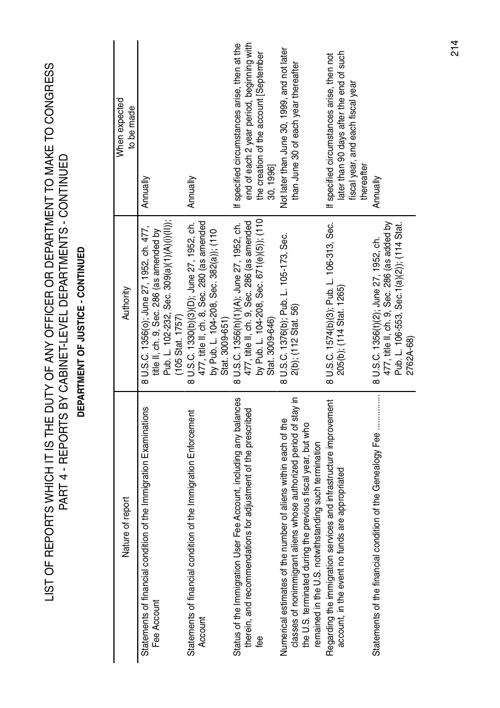 LIST OF REPORTS WHICH IT IS THE DUTY OF ANY OFFICER OR DEPARTMENT TO MAKE TO CONGRESS
PART 4 - REPORTS BY CABINET-LEVEL DEPARTMENTS - CONTINUED
DEPARTMENT OF JUSTICE - CONTINUED
Nature of report
Authority
When expected
to be made
Statements of financial condition of the Immigration Examinations
Fee Account
8 U.S.C. 1356(o); June 27, 1952, ch. 477,
title II, ch. 9, Sec. 286 (as amended by
Pub. L. 102-232, Sec. 309(a)(1)(A)(i)(II));
(105 Stat. 1757)
Annually
Statements of financial condition of the Immigration Enforcement
Account
8 U.S.C. 1330(b)(3)(D); June 27, 1952, ch.
477, title II, ch. 8, Sec. 280 (as amended
by Pub. L. 104-208, Sec. 382(a)); (110
Stat. 3009-651)
Annually
Status of the Immigration User Fee Account, including any balances
therein, and recommendations for adjustment of the prescribed
fee
8 U.S.C. 1356(h)(1)(A); June 27, 1952, ch.
477, title II, ch. 9, Sec. 286 (as amended
by Pub. L. 104-208, Sec. 671(e)(5)); (110
Stat. 3009-646)
If specified circumstances arise, then at the
end of each 2 year period, beginning with
the creation of the account [September
30, 1996]
Numerical estimates of the number of aliens within each of the
classes of nonimmigrant aliens whose authorized period of stay in
the U.S. terminated during the previous fiscal year, but who
remained in the U.S. notwithstanding such termination
8 U.S.C. 1376(b); Pub. L. 105-173, Sec.
2(b); (112 Stat. 56)
Not later than June 30, 1999, and not later
than June 30 of each year thereafter
Regarding the immigration services and infrastructure improvement
account, in the event no funds are appropriated
8 U.S.C. 1574(b)(3); Pub. L. 106-313, Sec.
205(b); (114 Stat. 1265)
If specified circumstances arise, then not
later than 90 days after the end of such
fiscal year, and each fiscal year
thereafter
Statements of the financial condition of the Genealogy Fee ..............
8 U.S.C. 1356(t)(2); June 27, 1952, ch.
477, title II, ch. 9, Sec. 286 (as added by
Pub. L. 106-553, Sec. 1(a)(2)); (114 Stat.
2762A-68)
Annually
214